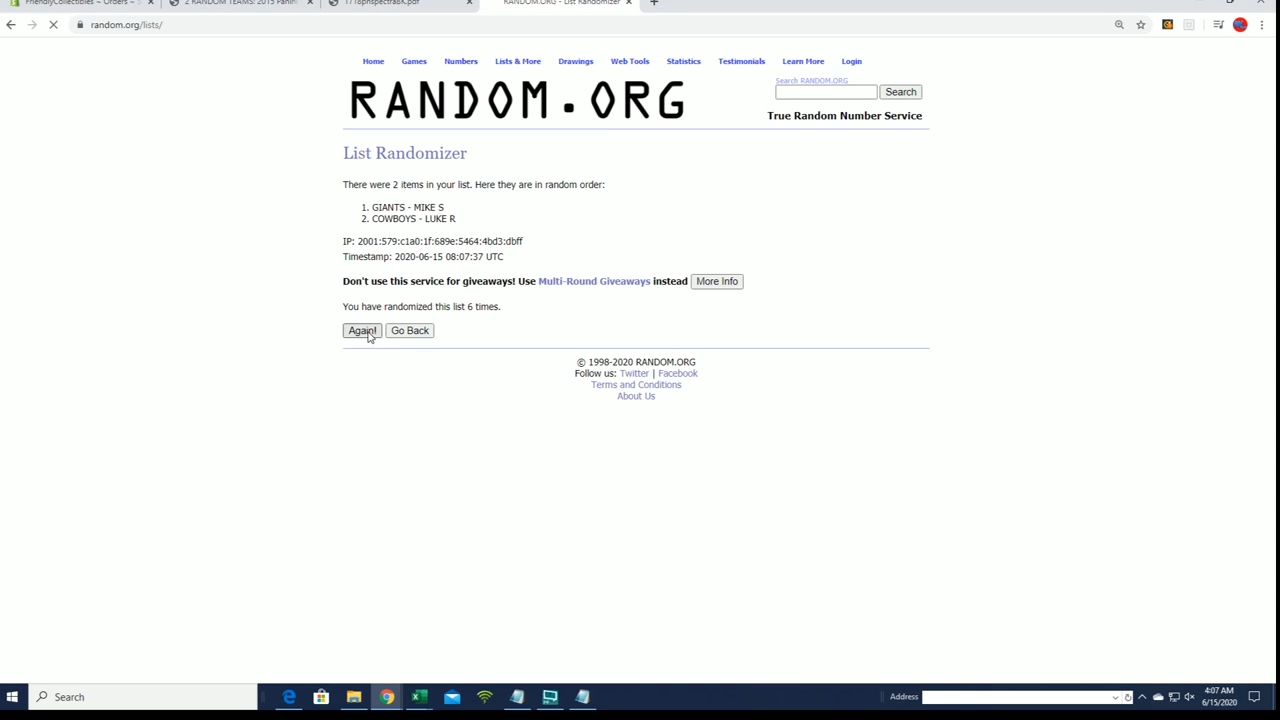 FriendlyCollectibles ~ Orders ~ S
2 RANDOM TEAMS: 2015 Panini
1718phspectraBK.pdf
RANDOM.ORG - List Randomizer
random.org/lists/
Home Games Numbers Lists & More Drawings Web Tools Statistics Testimonials Learn More Login
RANDOM.ORG
Search RANDOM.ORG
Search
True Random Number Service
List Randomizer
There were 2 items in your list. Here they are in random order:
1. GIANTS - MIKE S
2. COWBOYS - LUKE R
IP: 2001:579:c1a0:1f:689e:5464:4bd3:dbff
Timestamp: 2020-06-15 08:07:37 UTC
Don't use this service for giveaways! Use Multi-Round Giveaways instead More Info
You have randomized this list 6 times.
Again! Go Back
© 1998-2020 RANDOM.ORG
Follow us: Twitter | Facebook
Terms and Conditions
About Us
Search
Address
4:07 AM
6/15/2020